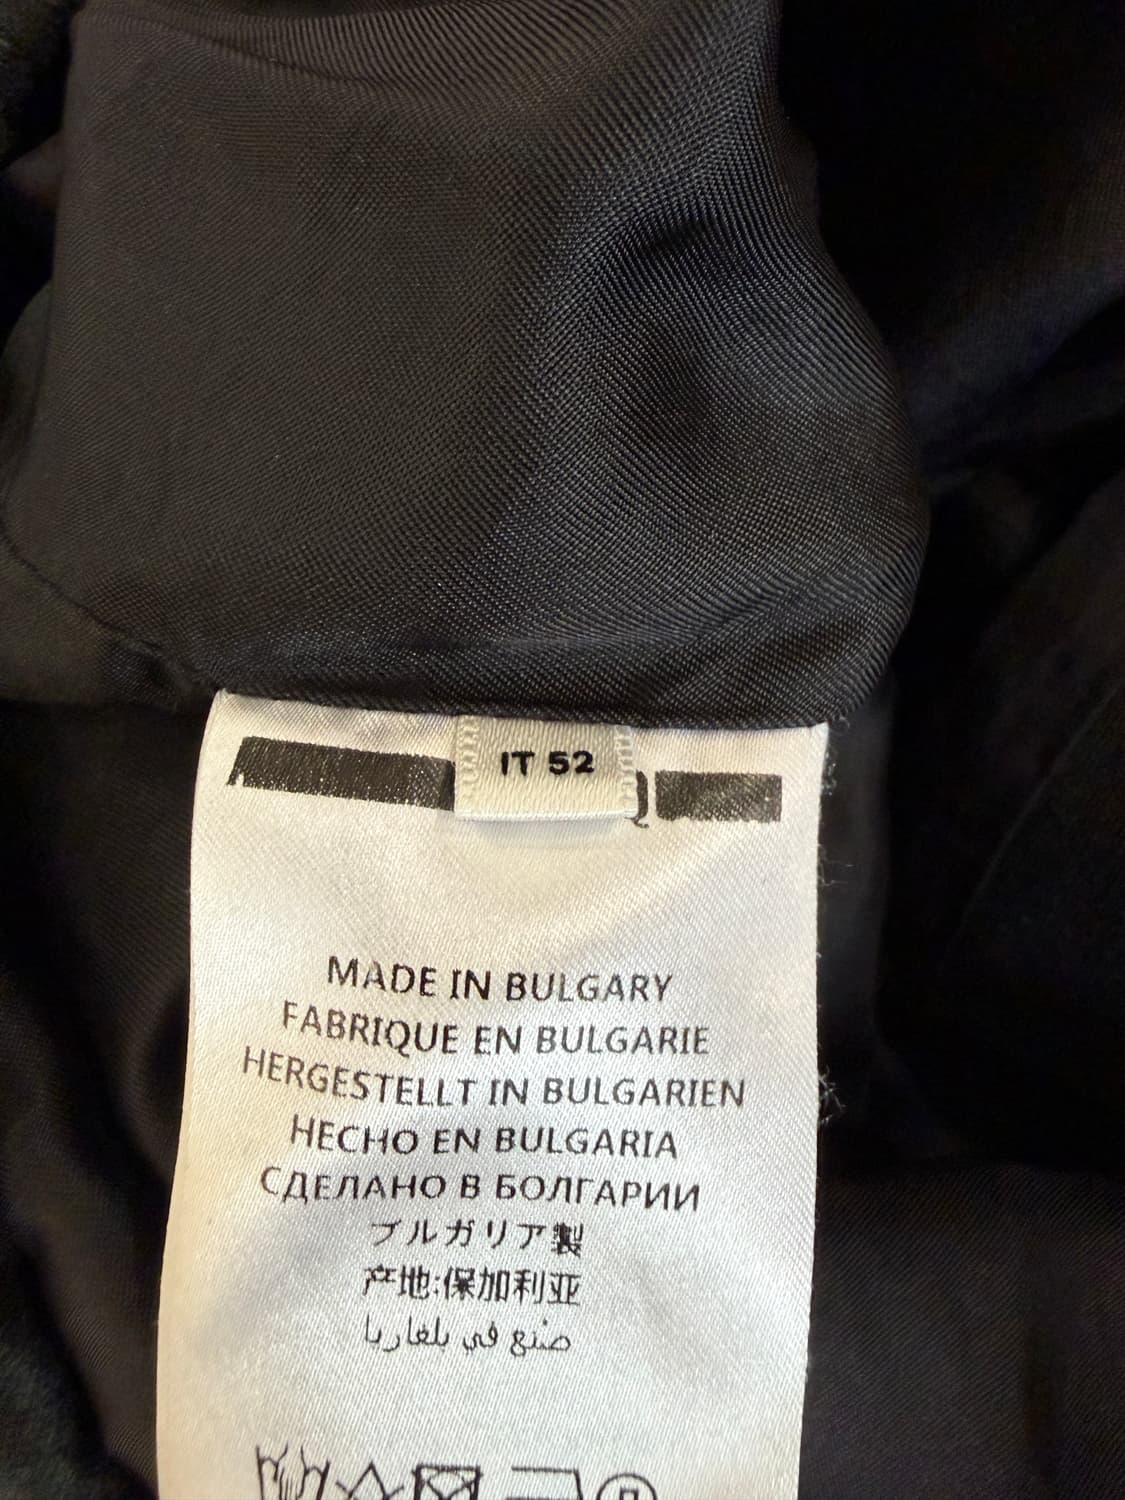 IT 52
MADE IN BULGARY
FABRIQUE EN BULGARIE
HERGESTELLT IN BULGARIEN
HECHO EN BULGARIA
СДЕЛАНО В БОЛГАРИИ
ブルガリア製
产地:保加利亚
صنع في بلغاريا